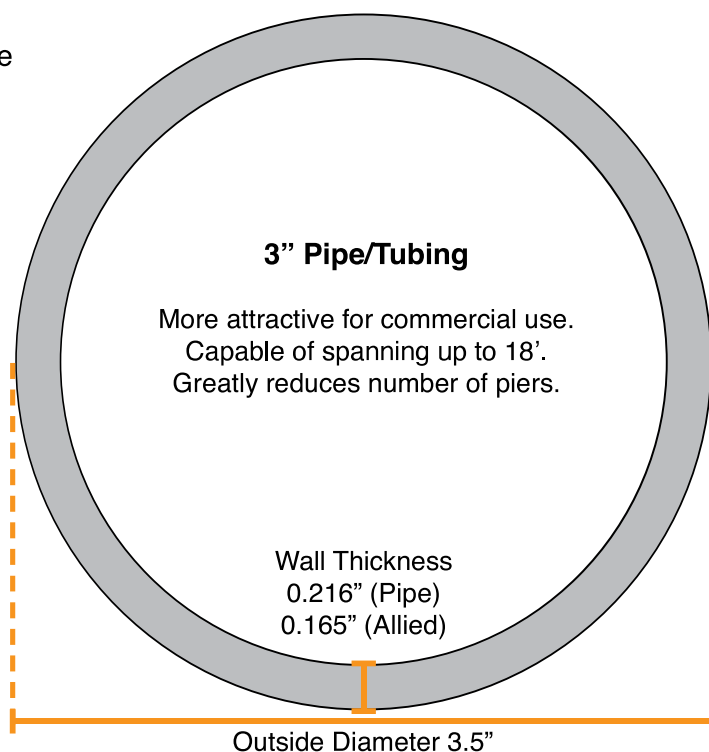 e
3” Pipe/Tubing
More attractive for commercial use.
Capable of spanning up to 18’.
Greatly reduces number of piers.
Wall Thickness
0.216” (Pipe)
0.165” (Allied)
Outside Diameter 3.5”